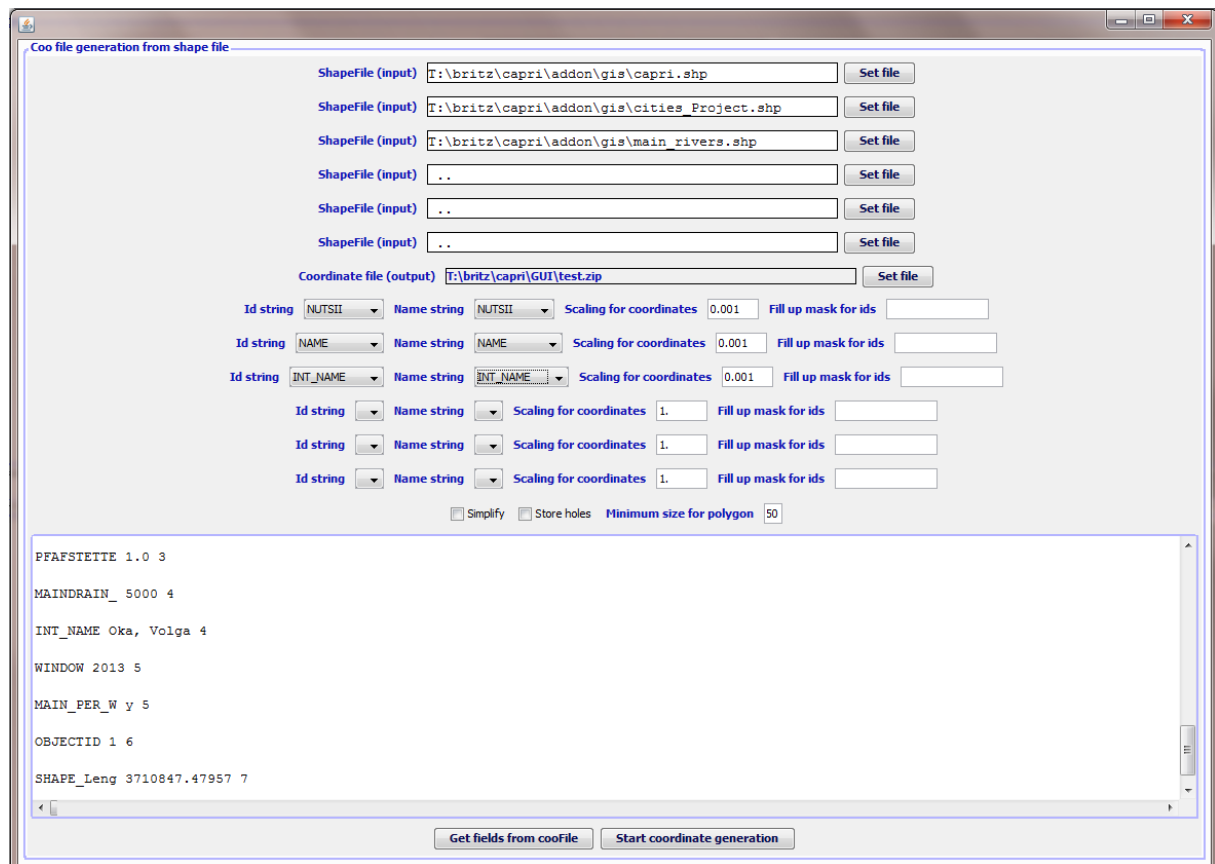 Coo file generation from shape file
ShapeFile (input) T:\britz\capri\addon\gis\capri.shp Set file
ShapeFile (input) T:\britz\capri\addon\gis\cities_Project.shp Set file
ShapeFile (input) T:\britz\capri\addon\gis\main_rivers.shp Set file
ShapeFile (input) .. Set file
ShapeFile (input) .. Set file
ShapeFile (input) .. Set file
Coordinate file (output) T:\britz\capri\GUI\test.zip Set file
Id string NUTSII Name string NUTSII Scaling for coordinates 0.001 Fill up mask for ids
Id string NAME Name string NAME Scaling for coordinates 0.001 Fill up mask for ids
Id string INT_NAME Name string INT_NAME Scaling for coordinates 0.001 Fill up mask for ids
Id string Name string Scaling for coordinates 1. Fill up mask for ids
Id string Name string Scaling for coordinates 1. Fill up mask for ids
Id string Name string Scaling for coordinates 1. Fill up mask for ids
Simplify Store holes Minimum size for polygon 50
PFAFSTETTE 1.0 3
MAINDRAIN_ 5000 4
INT_NAME Oka, Volga 4
WINDOW 2013 5
MAIN_PER_W y 5
OBJECTID 1 6
SHAPE_Leng 3710847.47957 7
Get fields from cooFile Start coordinate generation